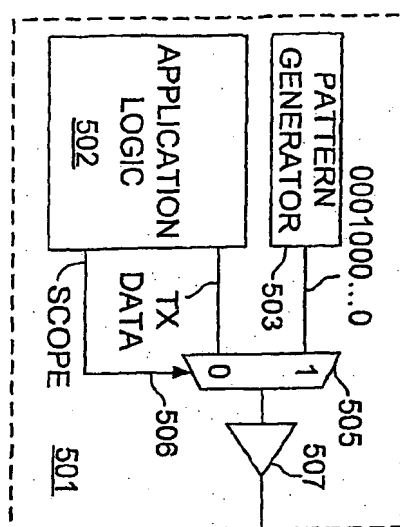 PATTERN
GENERATOR
503
0001000...0
APPLICATION
LOGIC
502
TX
DATA
SCOPE
506
1
0
505
507
501